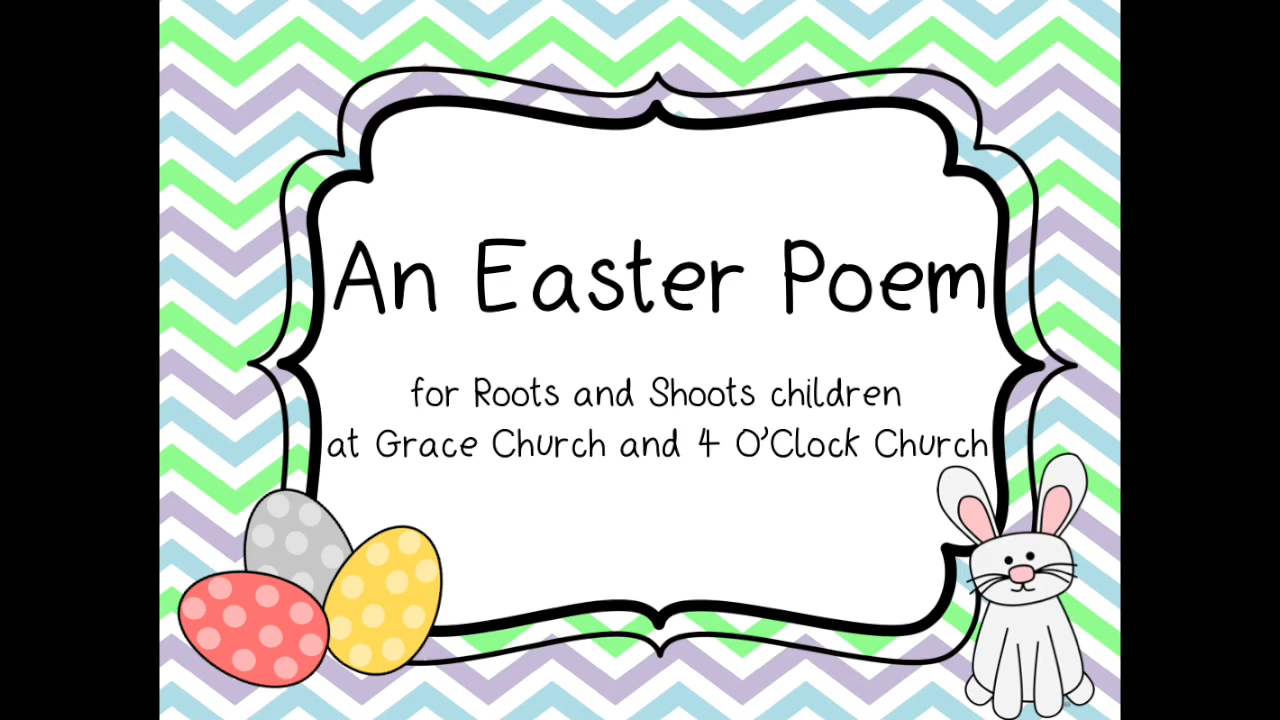 An Easter Poem
for Roots and Shoots children
at Grace Church and 4 O'Clock Church